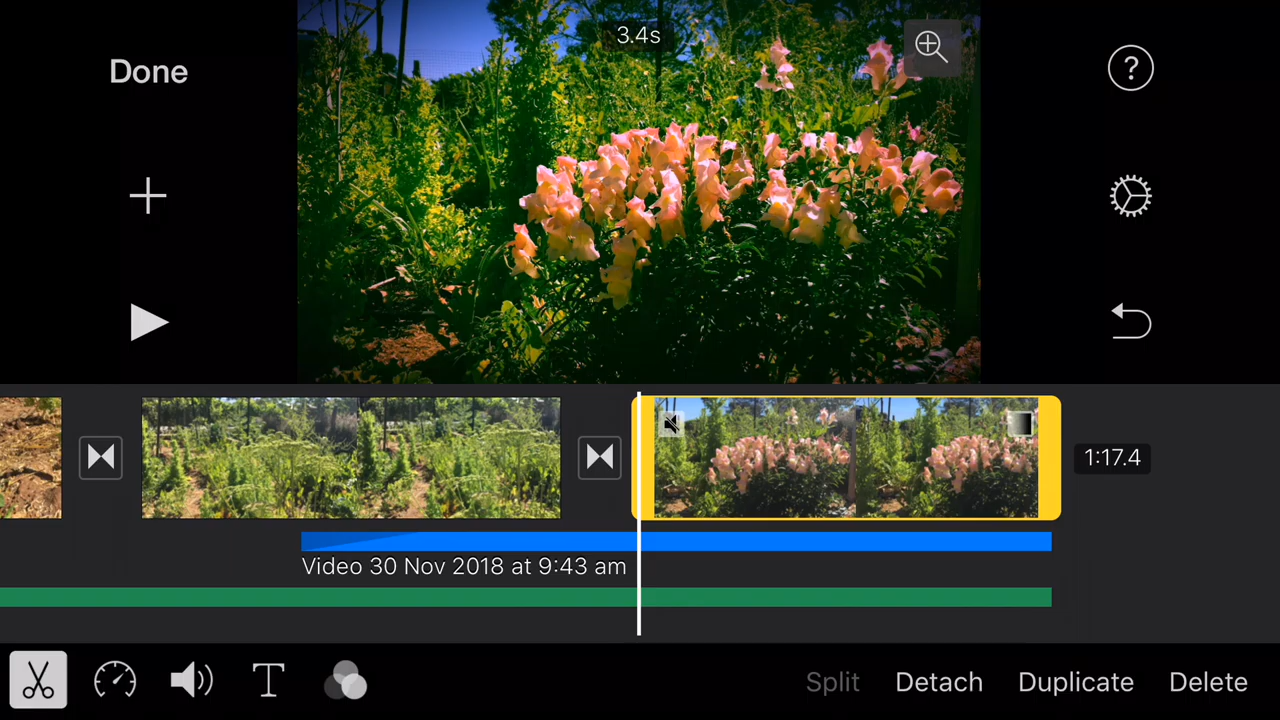 3.4s
Done
?
1:17.4
Video 30 Nov 2018 at 9:43 am
T
Split Detach Duplicate Delete